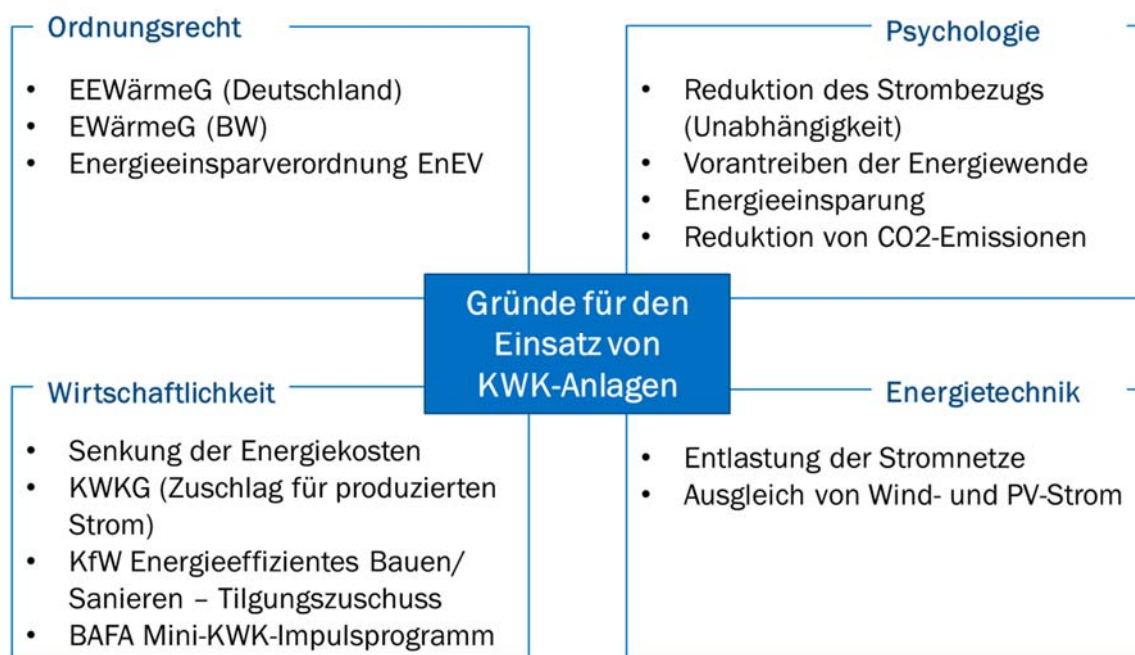 Ordnungsrecht
• EEWärmeG (Deutschland)
• EWärmeG (BW)
• Energieeinsparverordnung EnEV
Psychologie
• Reduktion des Strombezugs
(Unabhängigkeit)
• Vorantreiben der Energiewende
• Energieeinsparung
• Reduktion von CO2-Emissionen
Gründe für den
Einsatz von
KWK-Anlagen
Wirtschaftlichkeit
• Senkung der Energiekosten
• KWKG (Zuschlag für produzierten
Strom)
• KfW Energieeffizientes Bauen/
Sanieren – Tilgungszuschuss
• BAFA Mini-KWK-Impulsprogramm
Energietechnik
• Entlastung der Stromnetze
• Ausgleich von Wind- und PV-Strom